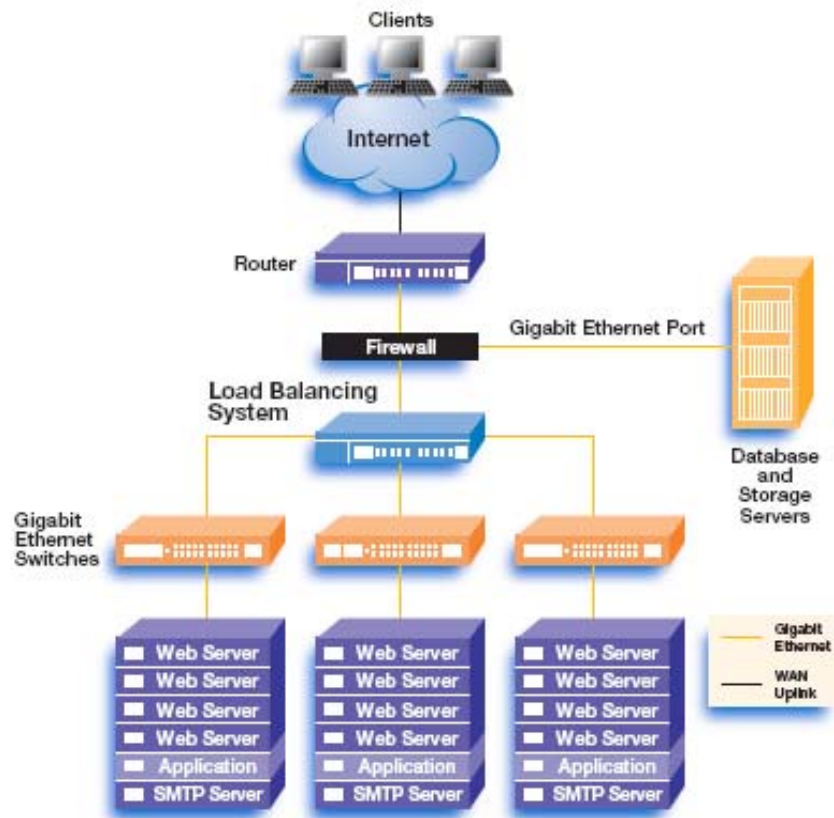 Clients
Internet
Router
Gigabit Ethernet Port
Firewall
Load Balancing
System
Database
and
Storage
Servers
Gigabit
Ethernet
Switches
Web Server
Web Server
Web Server
Web Server
Application
SMTP Server
Web Server
Web Server
Web Server
Web Server
Application
SMTP Server
Web Server
Web Server
Web Server
Web Server
Application
SMTP Server
Gigabit
Ethernet
WAN
Uplink